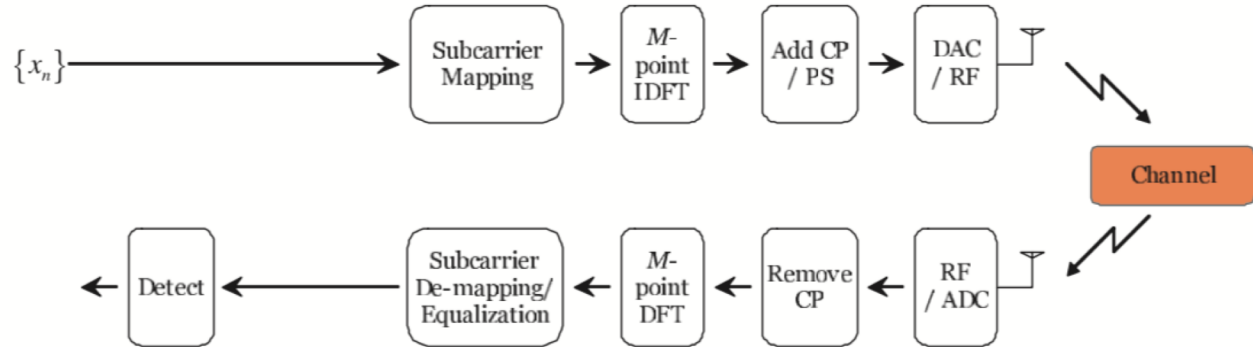 {x_n}
Subcarrier
Mapping
M-
point
IDFT
Add CP
/ PS
DAC
/ RF
Channel
Detect
Subcarrier
De-mapping/
Equalization
M-
point
DFT
Remove
CP
RF
/ ADC